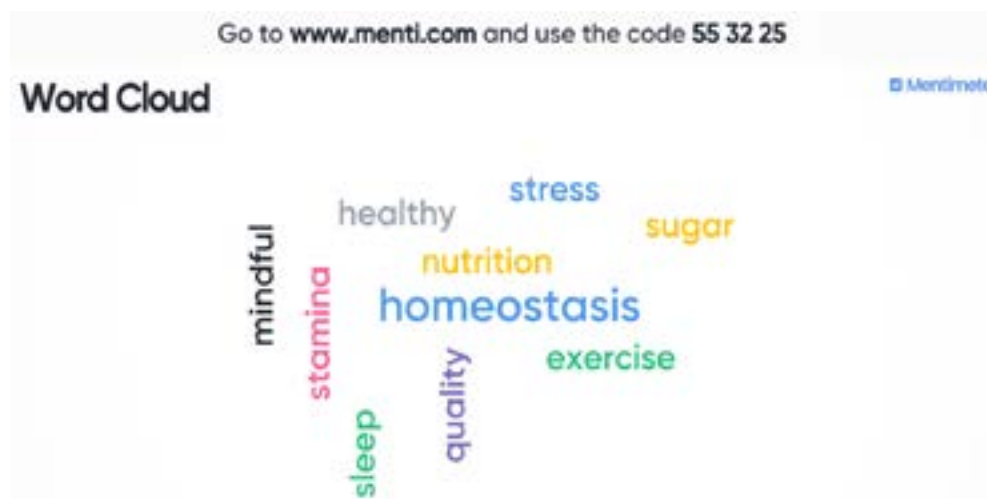 Go to www.menti.com and use the code 55 32 25
Word Cloud
Mentimete
stress
healthy
sugar
mindful
nutrition
stamina
homeostasis
exercise
quality
sleep